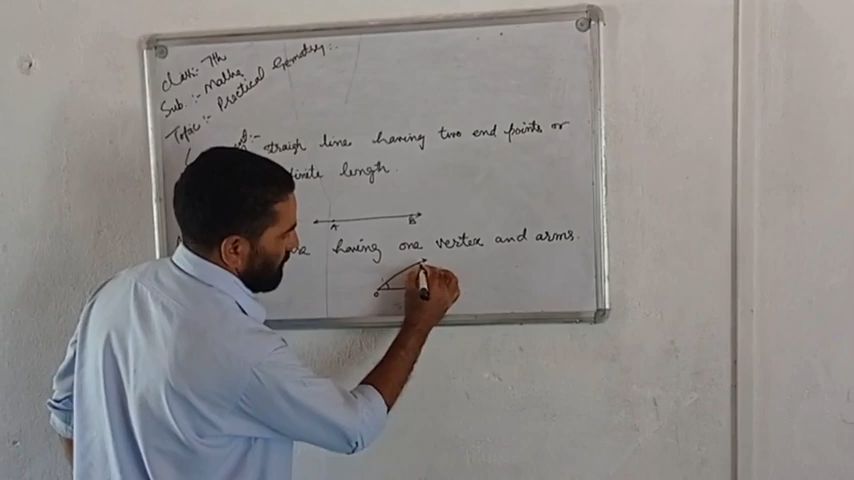 Class:- 7th
Sub:- Maths
Topic:- Practical Geometry:-
straigh line having two end points or
finite length.
A B
having one vertex and arms.
O